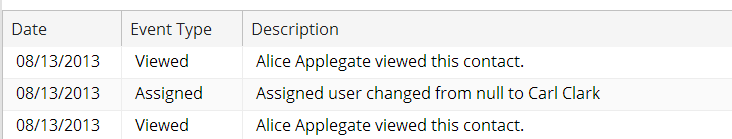 Date Event Type Description
08/13/2013 Viewed Alice Applegate viewed this contact.
08/13/2013 Assigned Assigned user changed from null to Carl Clark
08/13/2013 Viewed Alice Applegate viewed this contact.